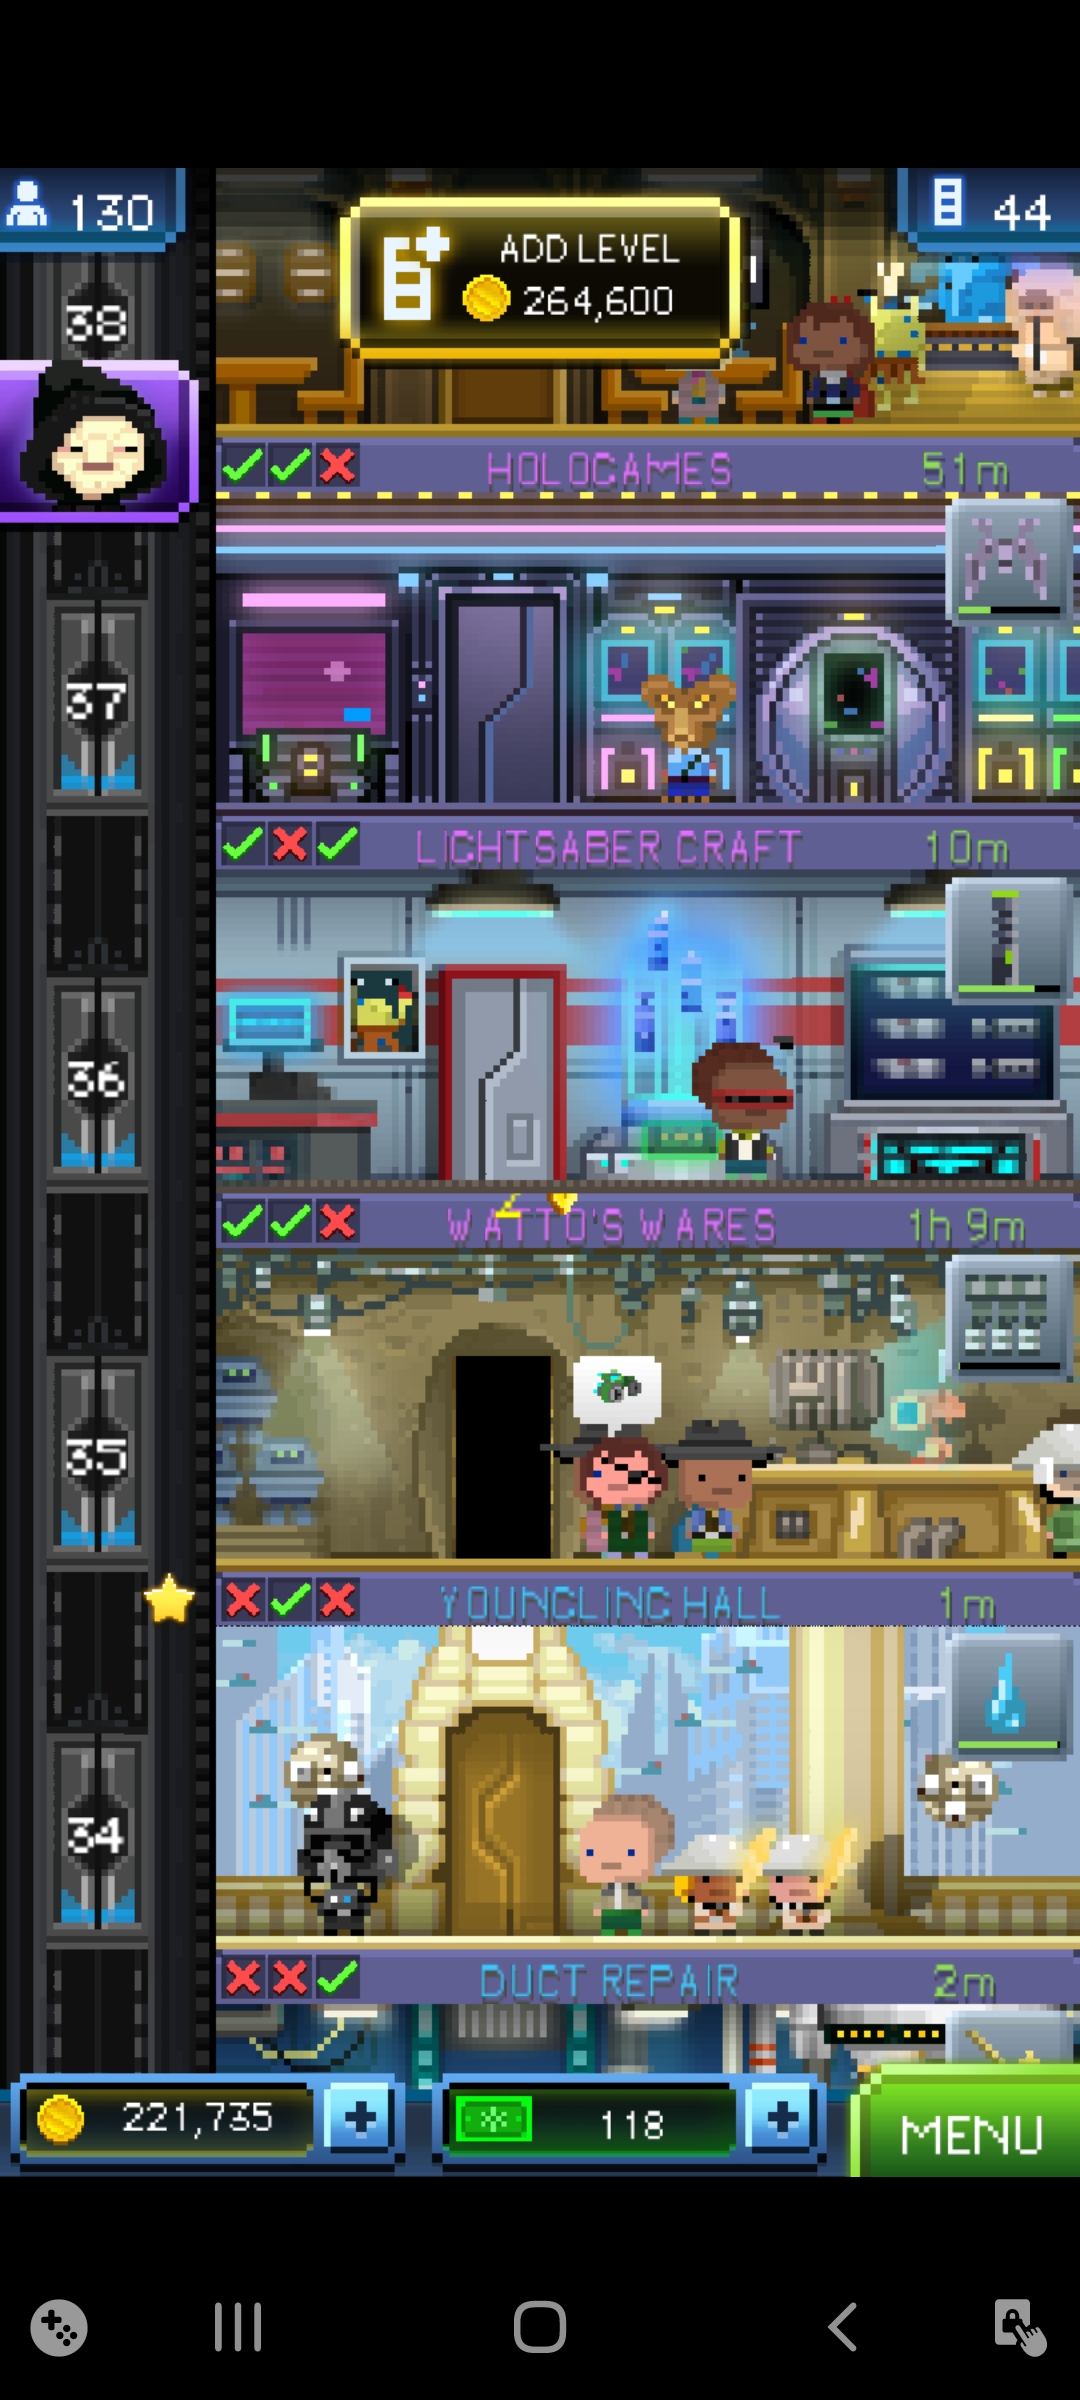 130
ADD LEVEL
264,600
44
38
HOLOGAMES 51m
37
LIGHTSABER CRAFT 10m
36
WATTO'S WARES 1h 9m
35
YOUNGLING HALL 1m
34
DUCT REPAIR 2m
221,735
118
MENU